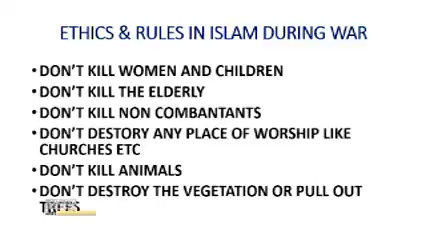 ETHICS & RULES IN ISLAM DURING WAR
• DON'T KILL WOMEN AND CHILDREN
• DON'T KILL THE ELDERLY
• DON'T KILL NON COMBANTANTS
• DON'T DESTORY ANY PLACE OF WORSHIP LIKE
CHURCHES ETC
• DON'T KILL ANIMALS
• DON'T DESTROY THE VEGETATION OR PULL OUT
TREES